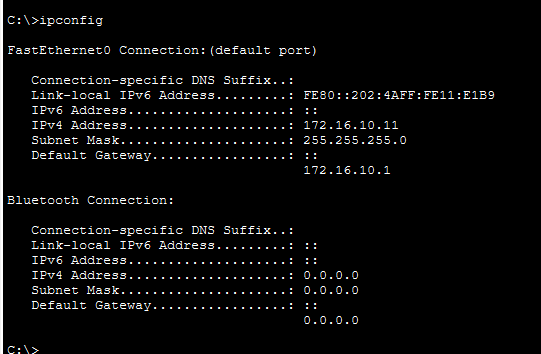 C:\>ipconfig
FastEthernet0 Connection:(default port)
Connection-specific DNS Suffix..:
Link-local IPv6 Address.........: FE80::202:4AFF:FE11:E1B9
IPv6 Address....................: ::
IPv4 Address....................: 172.16.10.11
Subnet Mask.....................: 255.255.255.0
Default Gateway.................: ::
172.16.10.1
Bluetooth Connection:
Connection-specific DNS Suffix..:
Link-local IPv6 Address.........: ::
IPv6 Address....................: ::
IPv4 Address....................: 0.0.0.0
Subnet Mask.....................: 0.0.0.0
Default Gateway.................: ::
0.0.0.0
C:\>